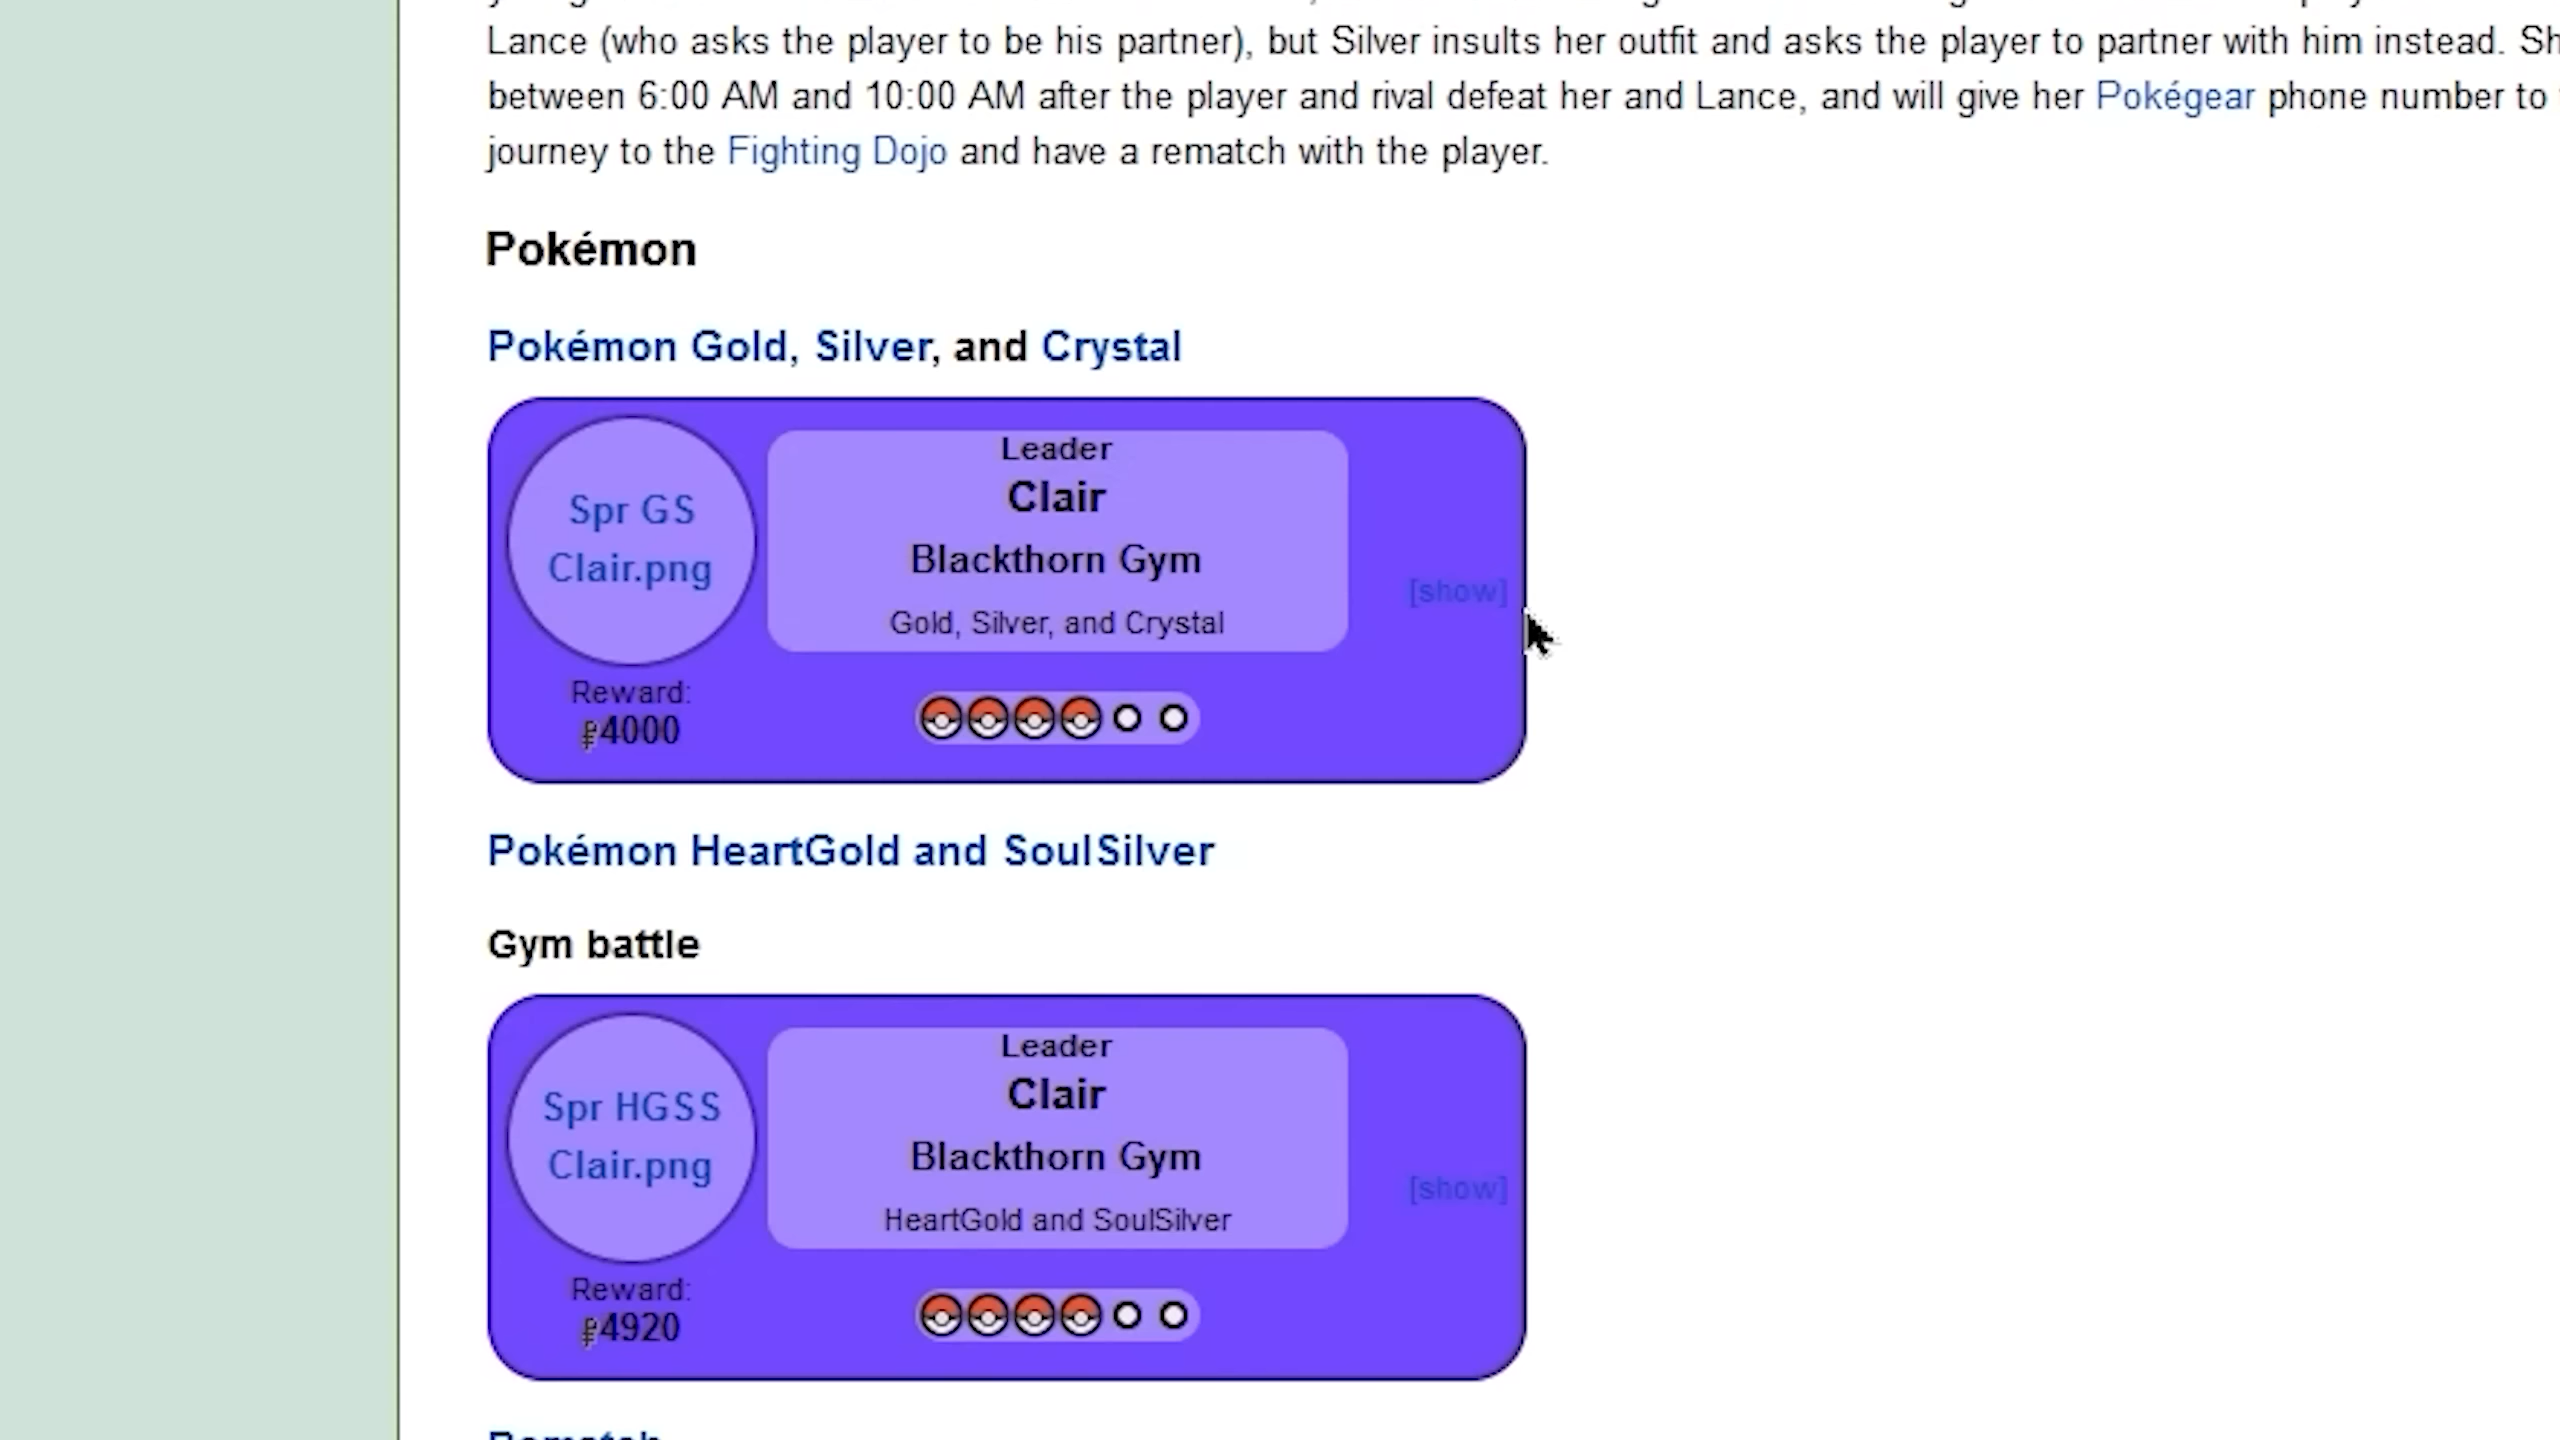 Lance (who asks the player to be his partner), but Silver insults her outfit and asks the player to partner with him instead.
between 6:00 AM and 10:00 AM after the player and rival defeat her and Lance, and will give her Pokégear phone number to
journey to the Fighting Dojo and have a rematch with the player.
Pokémon
Pokémon Gold, Silver, and Crystal
Leader
Clair
Spr GS
Clair.png
Blackthorn Gym
[show]
Gold, Silver, and Crystal
Reward:
₽4000
Pokémon HeartGold and SoulSilver
Gym battle
Leader
Clair
Spr HGSS
Clair.png
Blackthorn Gym
[show]
HeartGold and SoulSilver
Reward:
₽4920